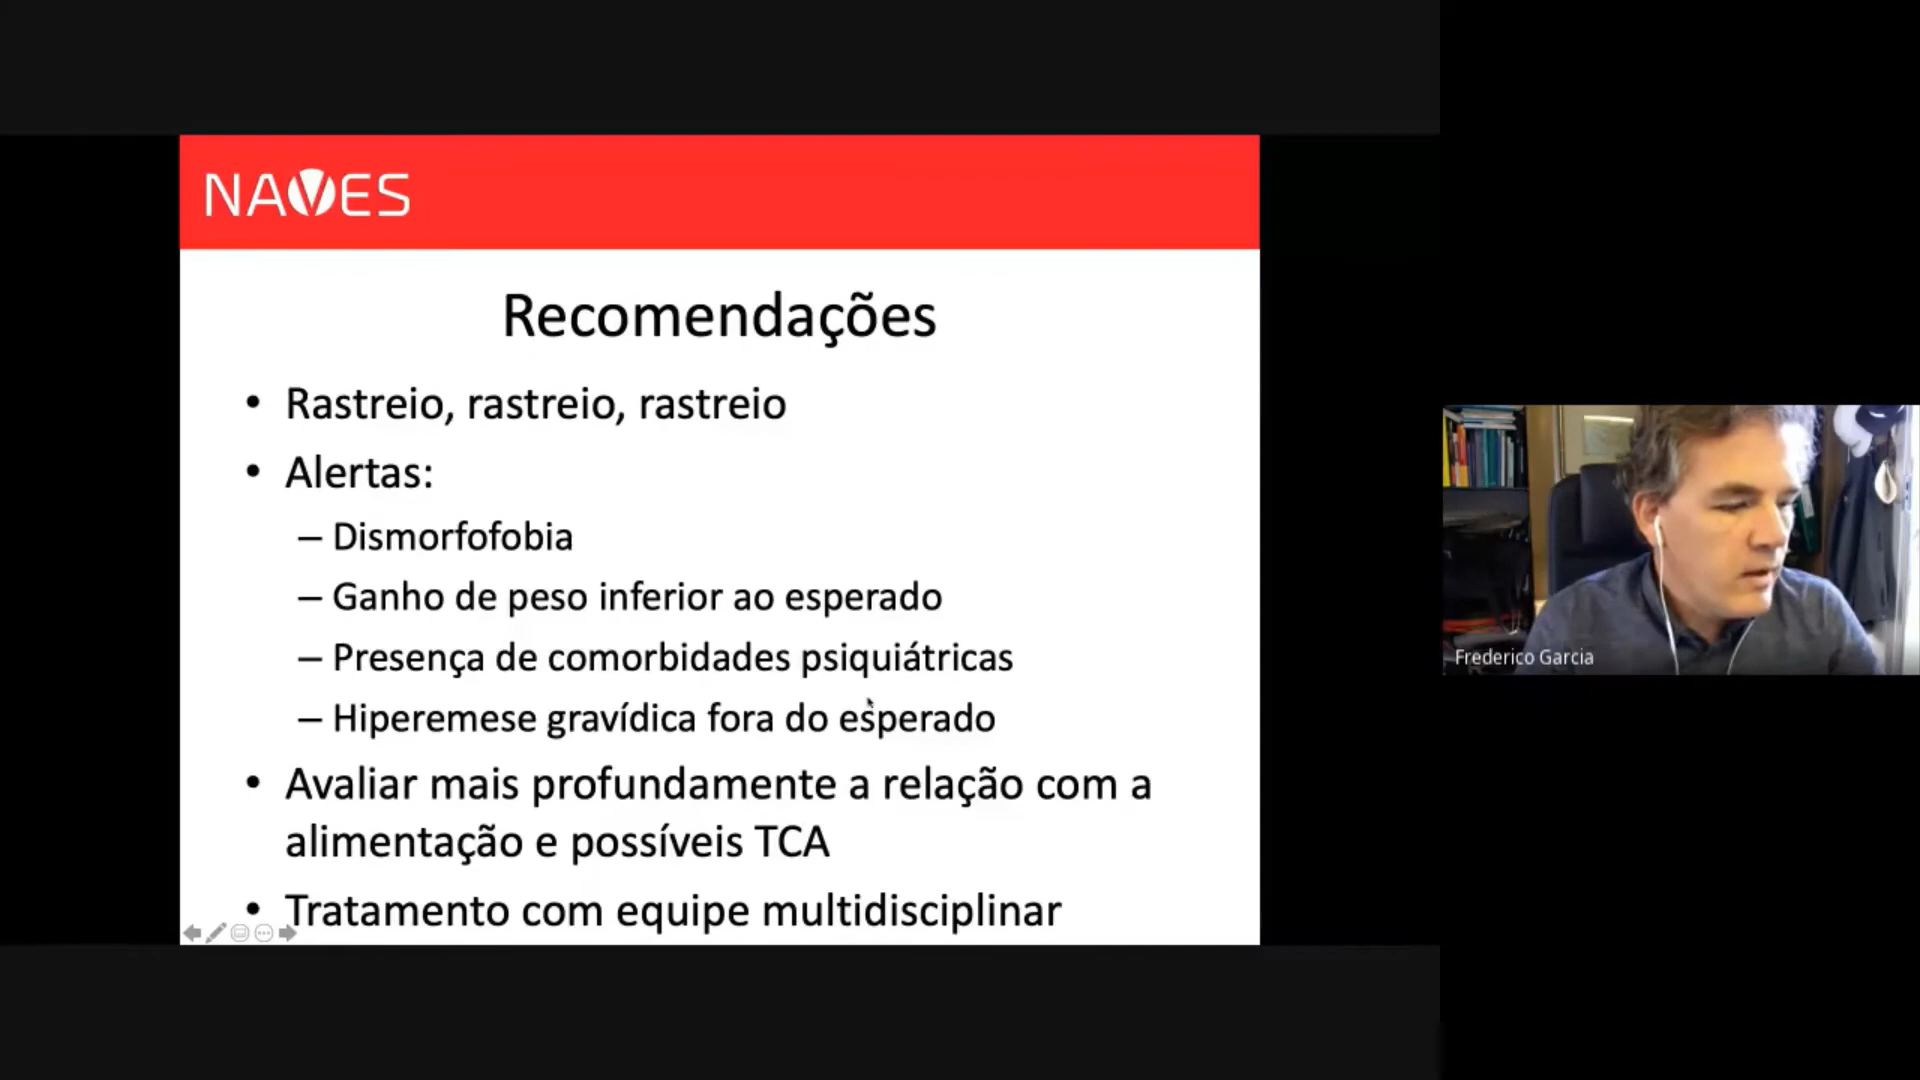 NAVES
Recomendações
• Rastreio, rastreio, rastreio
• Alertas:
– Dismorfofobia
– Ganho de peso inferior ao esperado
– Presença de comorbidades psiquiátricas
– Hiperemese gravídica fora do esperado
• Avaliar mais profundamente a relação com a
alimentação e possíveis TCA
• Tratamento com equipe multidisciplinar
Frederico Garcia